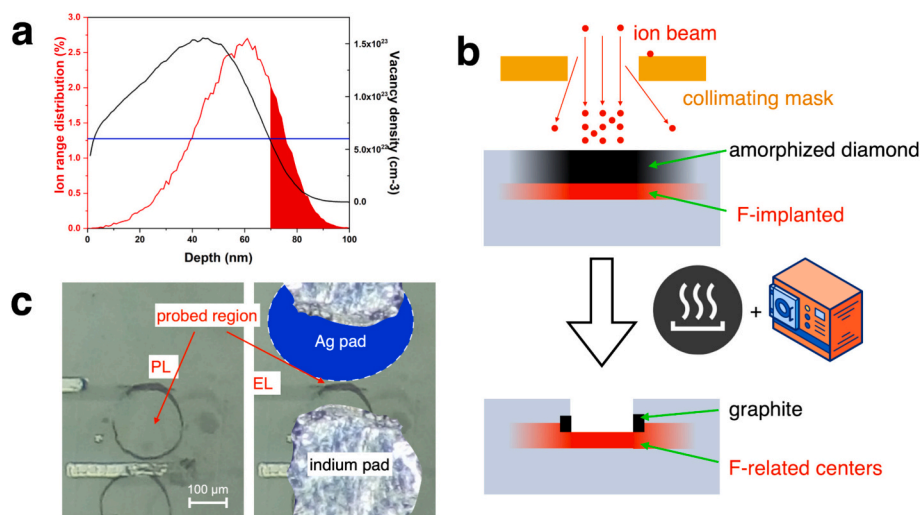 a
3.0
2.5
2.0
1.5
1.0
0.5
0.0
Ion range distribution (%)
1.5x10²³
1.0x10²³
5.0x10²²
0.0
Vacancy density (cm-3)
0 20 40 60 80 100
Depth (nm)
b
ion beam
collimating mask
amorphized diamond
F-implanted
+
graphite
F-related centers
c
probed region
PL
100 µm
Ag pad
EL
indium pad